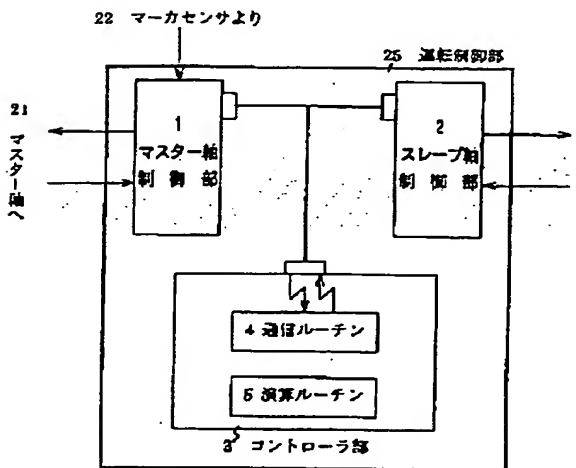 22 マーカセンサより
25 運転制御部
21 マスター軸へ
1
マスター軸
制御部
2
スレーブ軸
制御部
4 通信ルーチン
5 演算ルーチン
3 コントローラ部